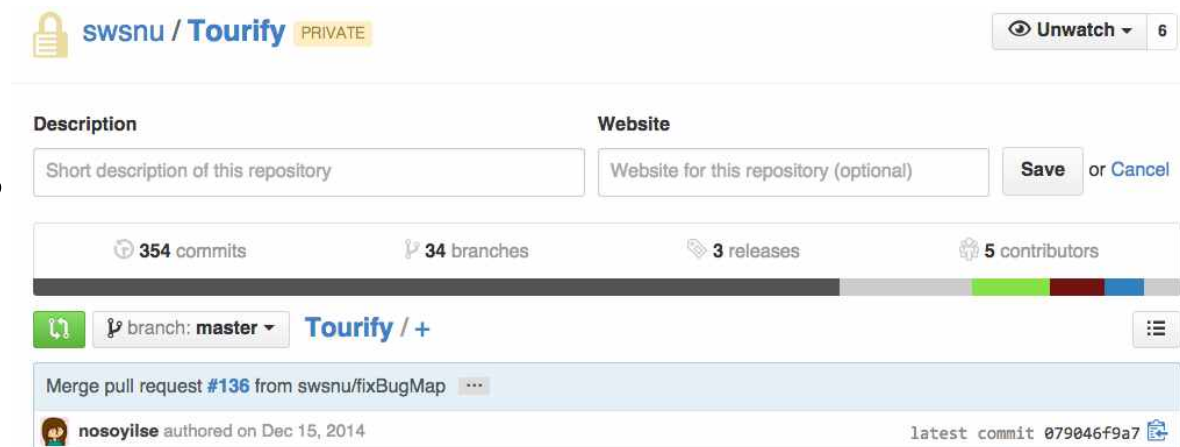 swsnu / Tourify PRIVATE
Unwatch 6
Description
Website
Short description of this repository
Website for this repository (optional)
Save or Cancel
354 commits
34 branches
3 releases
5 contributors
branch: master
Tourify / +
Merge pull request #136 from swsnu/fixBugMap ...
nosoyilse authored on Dec 15, 2014
latest commit 079046f9a7